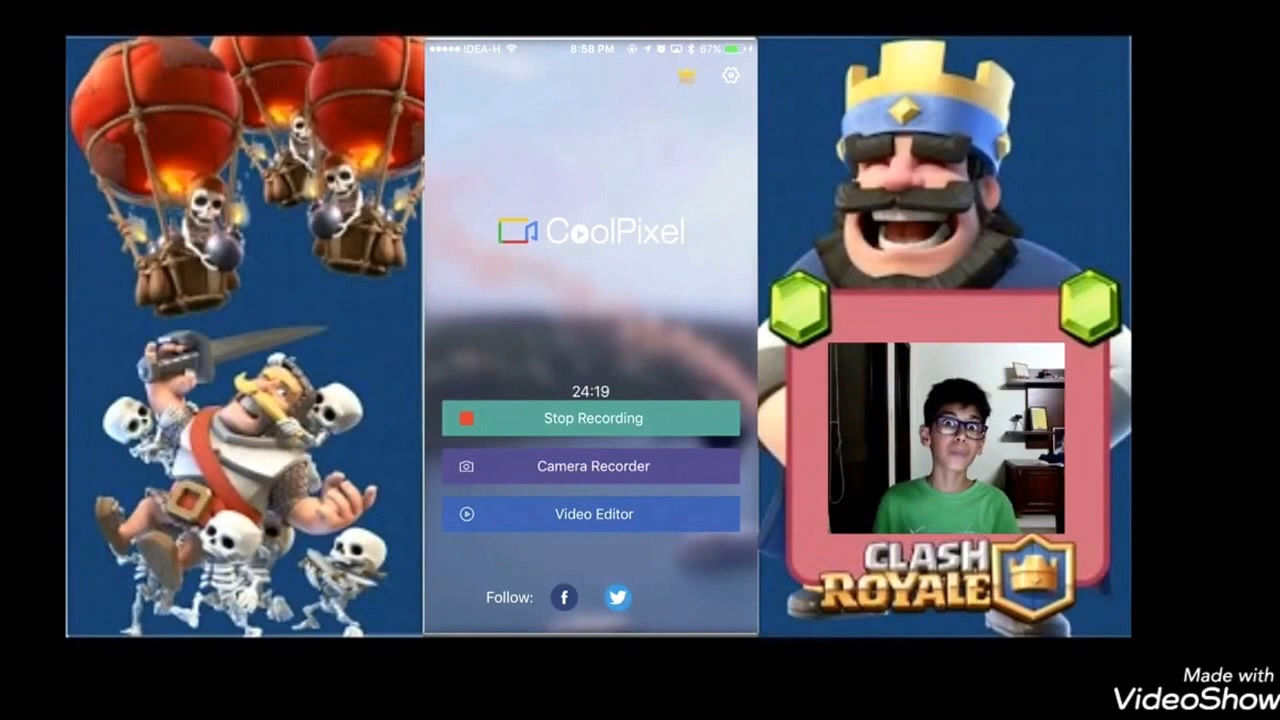 IDEA-H 8:58 PM 67%
CoolPixel
24:19
Stop Recording
Camera Recorder
Video Editor
Follow:
CLASH
ROYALE
Made with
VideoShow